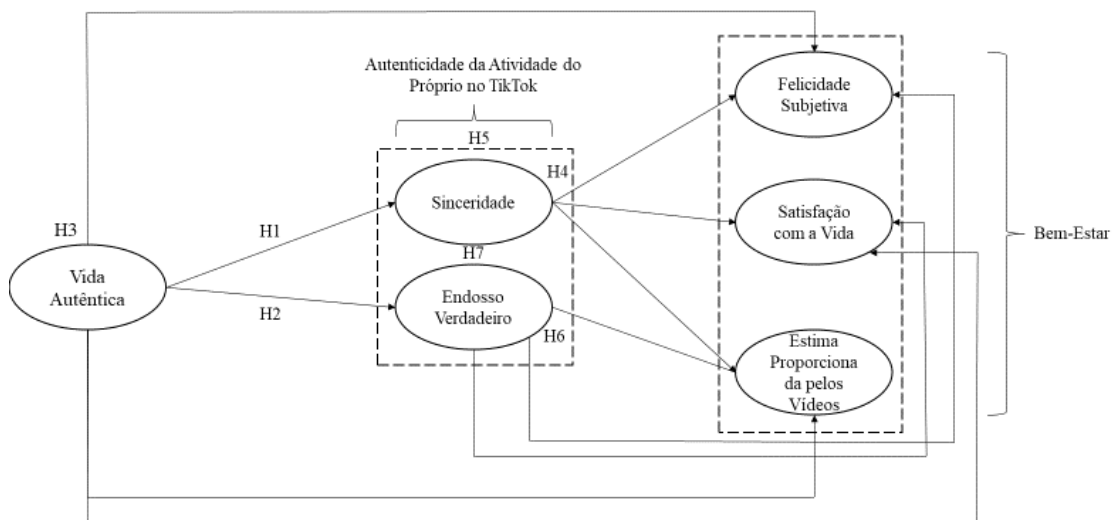 Autenticidade da Atividade do
Próprio no TikTok
H5
Felicidade
Subjetiva
H4
Sinceridade
H3
H1
Satisfação
com a Vida
Bem-Estar
H7
Vida
Autêntica
H2
Endosso
Verdadeiro
H6
Estima
Proporciona
da pelos
Vídeos